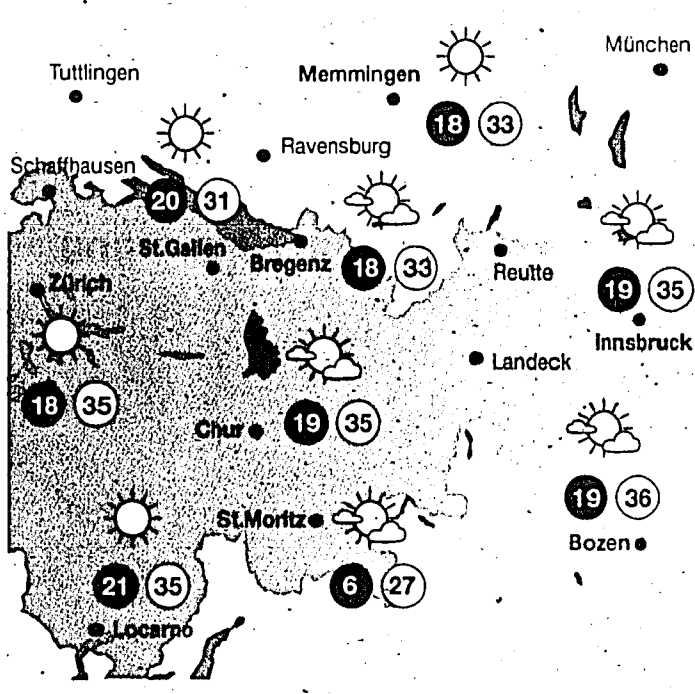 München
Tuttlingen
Memmingen
18 33
Ravensburg
Schaffhausen
20 31
St.Gallen
Bregenz
18 33
Reutte
Zürich
19 35
Innsbruck
Landeck
18 35
Chur
19 35
19 36
St.Moritz
Bozen
21 35
6 27
Locarno